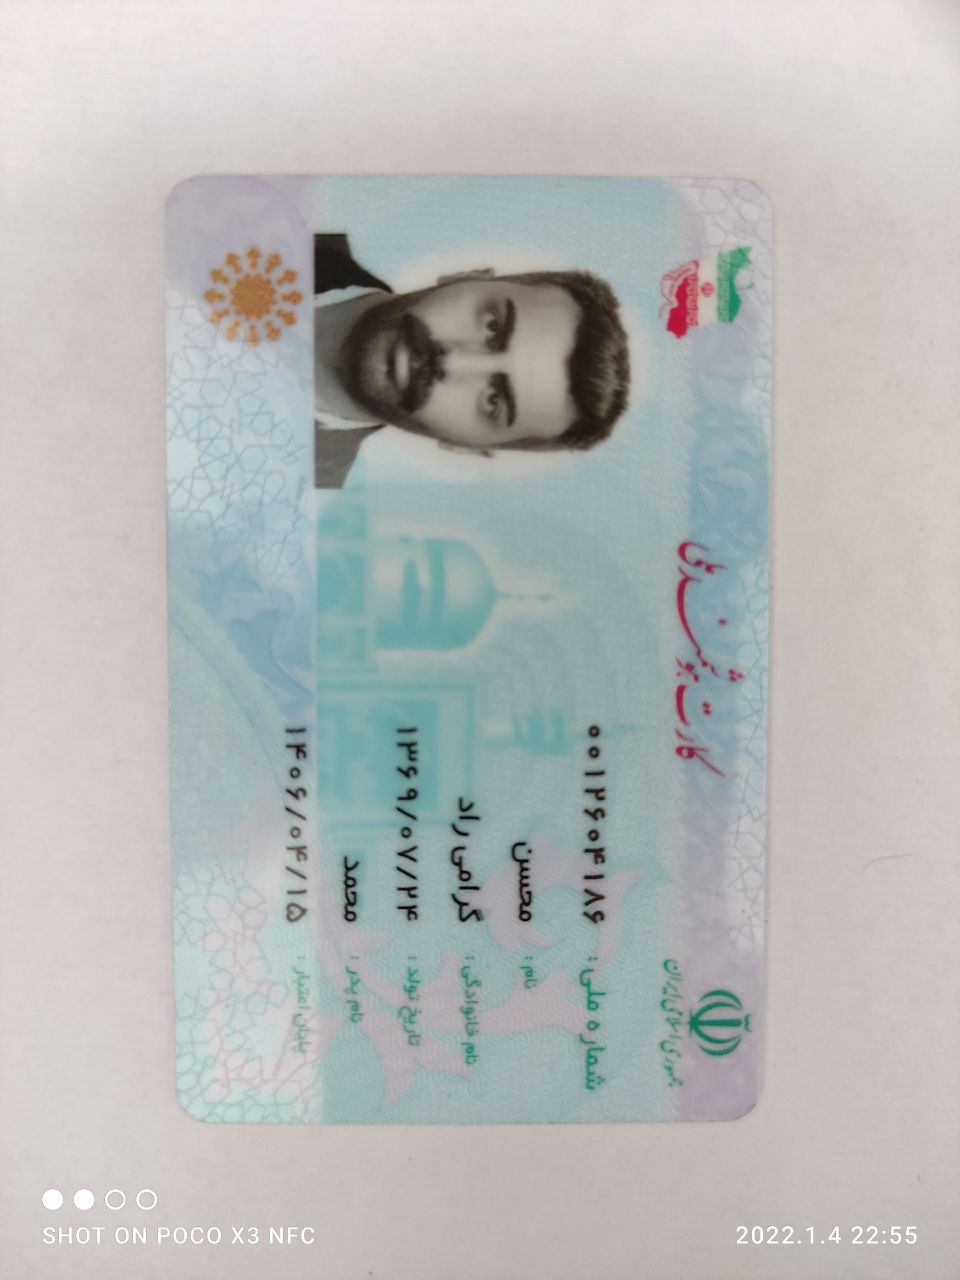 جمهوری اسلامی ایران
کارت هوشمند ملی
شماره ملی : ۰۰۱۲۶۰۴۱۸۶
نام : محسن
نام خانوادگی : گرامی راد
تاریخ تولد : ۱۳۶۹/۰۷/۲۴
نام پدر : محمد
پایان اعتبار : ۱۴۰۶/۰۴/۱۵
SHOT ON POCO X3 NFC
2022.1.4 22:55